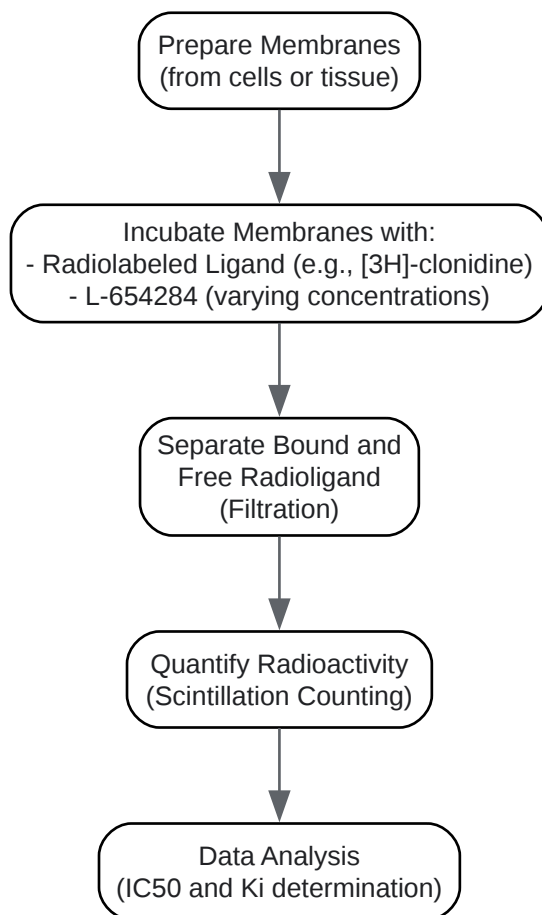 Prepare Membranes
(from cells or tissue)
Incubate Membranes with:
- Radiolabeled Ligand (e.g., [3H]-clonidine)
- L-654284 (varying concentrations)
Separate Bound and
Free Radioligand
(Filtration)
Quantify Radioactivity
(Scintillation Counting)
Data Analysis
(IC50 and Ki determination)